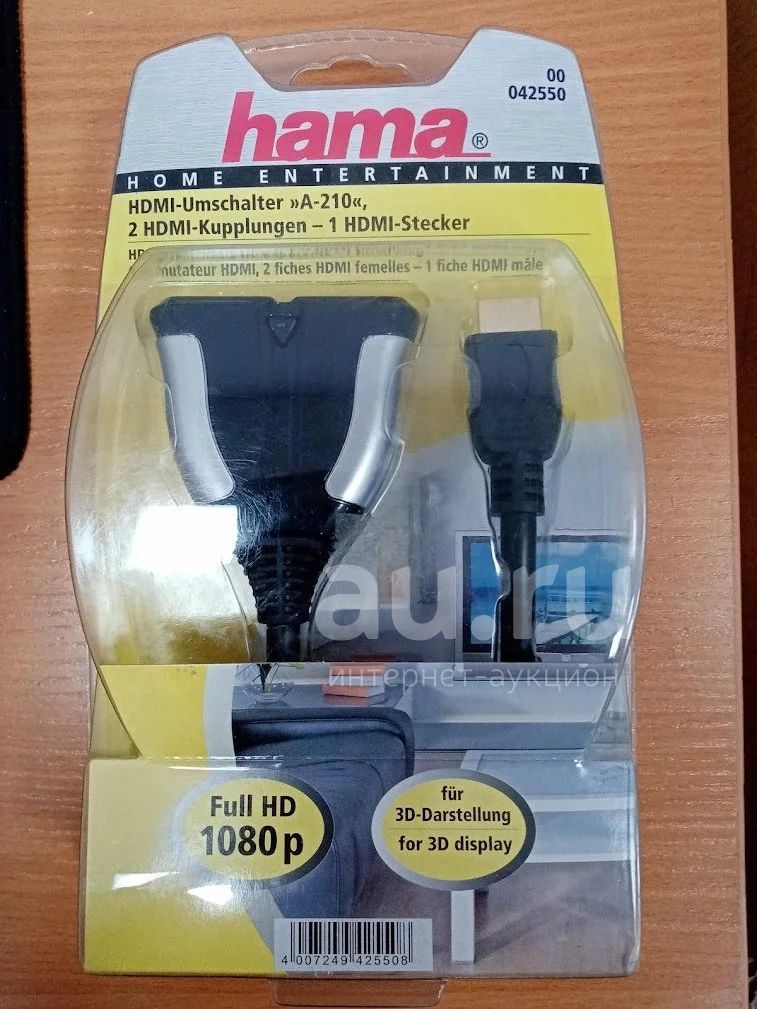 00
042550
hama®
HOME ENTERTAINMENT
HDMI-Umschalter »A-210«,
2 HDMI-Kupplungen – 1 HDMI-Stecker
mutateur HDMI, 2 fiches HDMI femelles – 1 fiche HDMI mâle
au.ru
интернет-аукцион
Full HD
1080p
für
3D-Darstellung
for 3D display
4 007249 425508